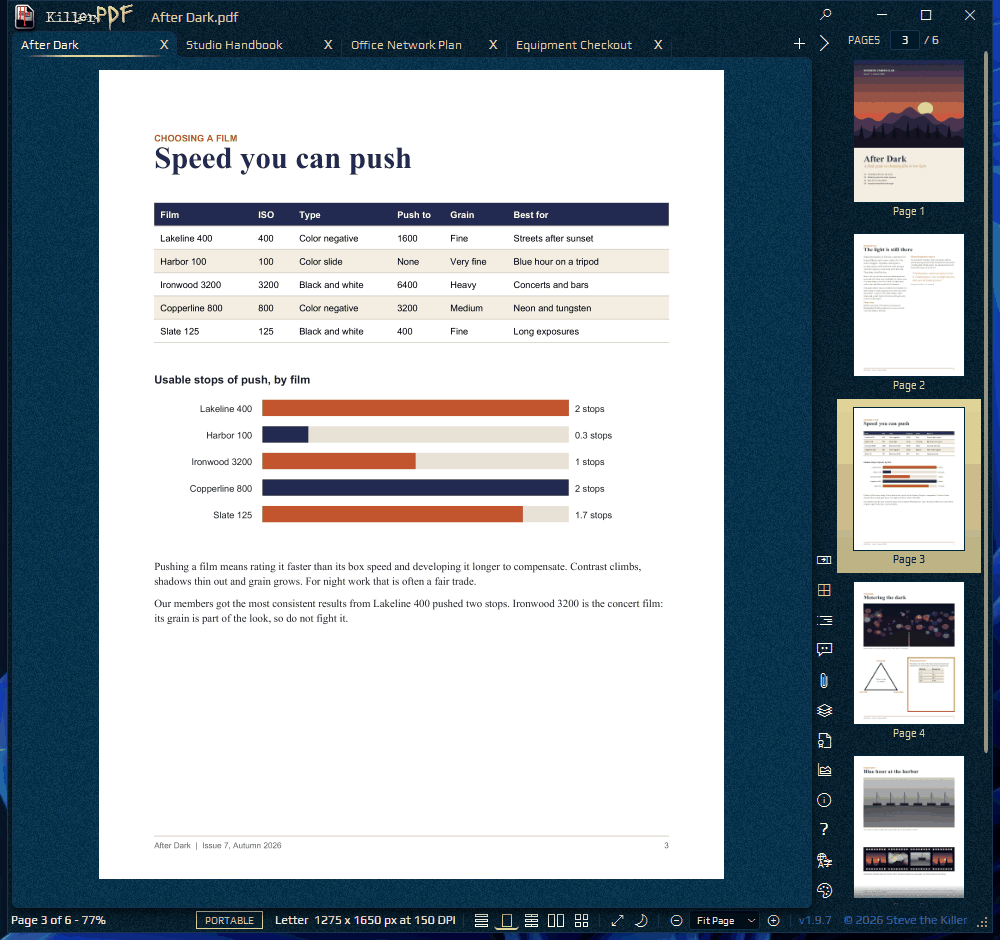 KillerPDF After Dark.pdf
After Dark X Studio Handbook X Office Network Plan X Equipment Checkout X
PAGES 3 / 6
CHOOSING A FILM
Speed you can push
Film ISO Type Push to Grain Best for
Lakeline 400 400 Color negative 1600 Fine Streets after sunset
Harbor 100 100 Color slide None Very fine Blue hour on a tripod
Ironwood 3200 3200 Black and white 6400 Heavy Concerts and bars
Copperline 800 800 Color negative 3200 Medium Neon and tungsten
Slate 125 125 Black and white 400 Fine Long exposures
Usable stops of push, by film
Lakeline 400 2 stops
Harbor 100 0.3 stops
Ironwood 3200 1 stops
Copperline 800 2 stops
Slate 125 1.7 stops
Pushing a film means rating it faster than its box speed and developing it longer to compensate. Contrast climbs,
shadows thin out and grain grows. For night work that is often a fair trade.
Our members got the most consistent results from Lakeline 400 pushed two stops. Ironwood 3200 is the concert film:
its grain is part of the look, so do not fight it.
After Dark | Issue 7, Autumn 2026 3
After Dark
Page 1
The light is still there
Page 2
Speed you can push
Page 3
Metering the dark
Page 4
Blue hour at the harbor
Page 3 of 6 - 77% PORTABLE Letter 1275 x 1650 px at 150 DPI Fit Page v1.9.7 © 2026 Steve the Killer